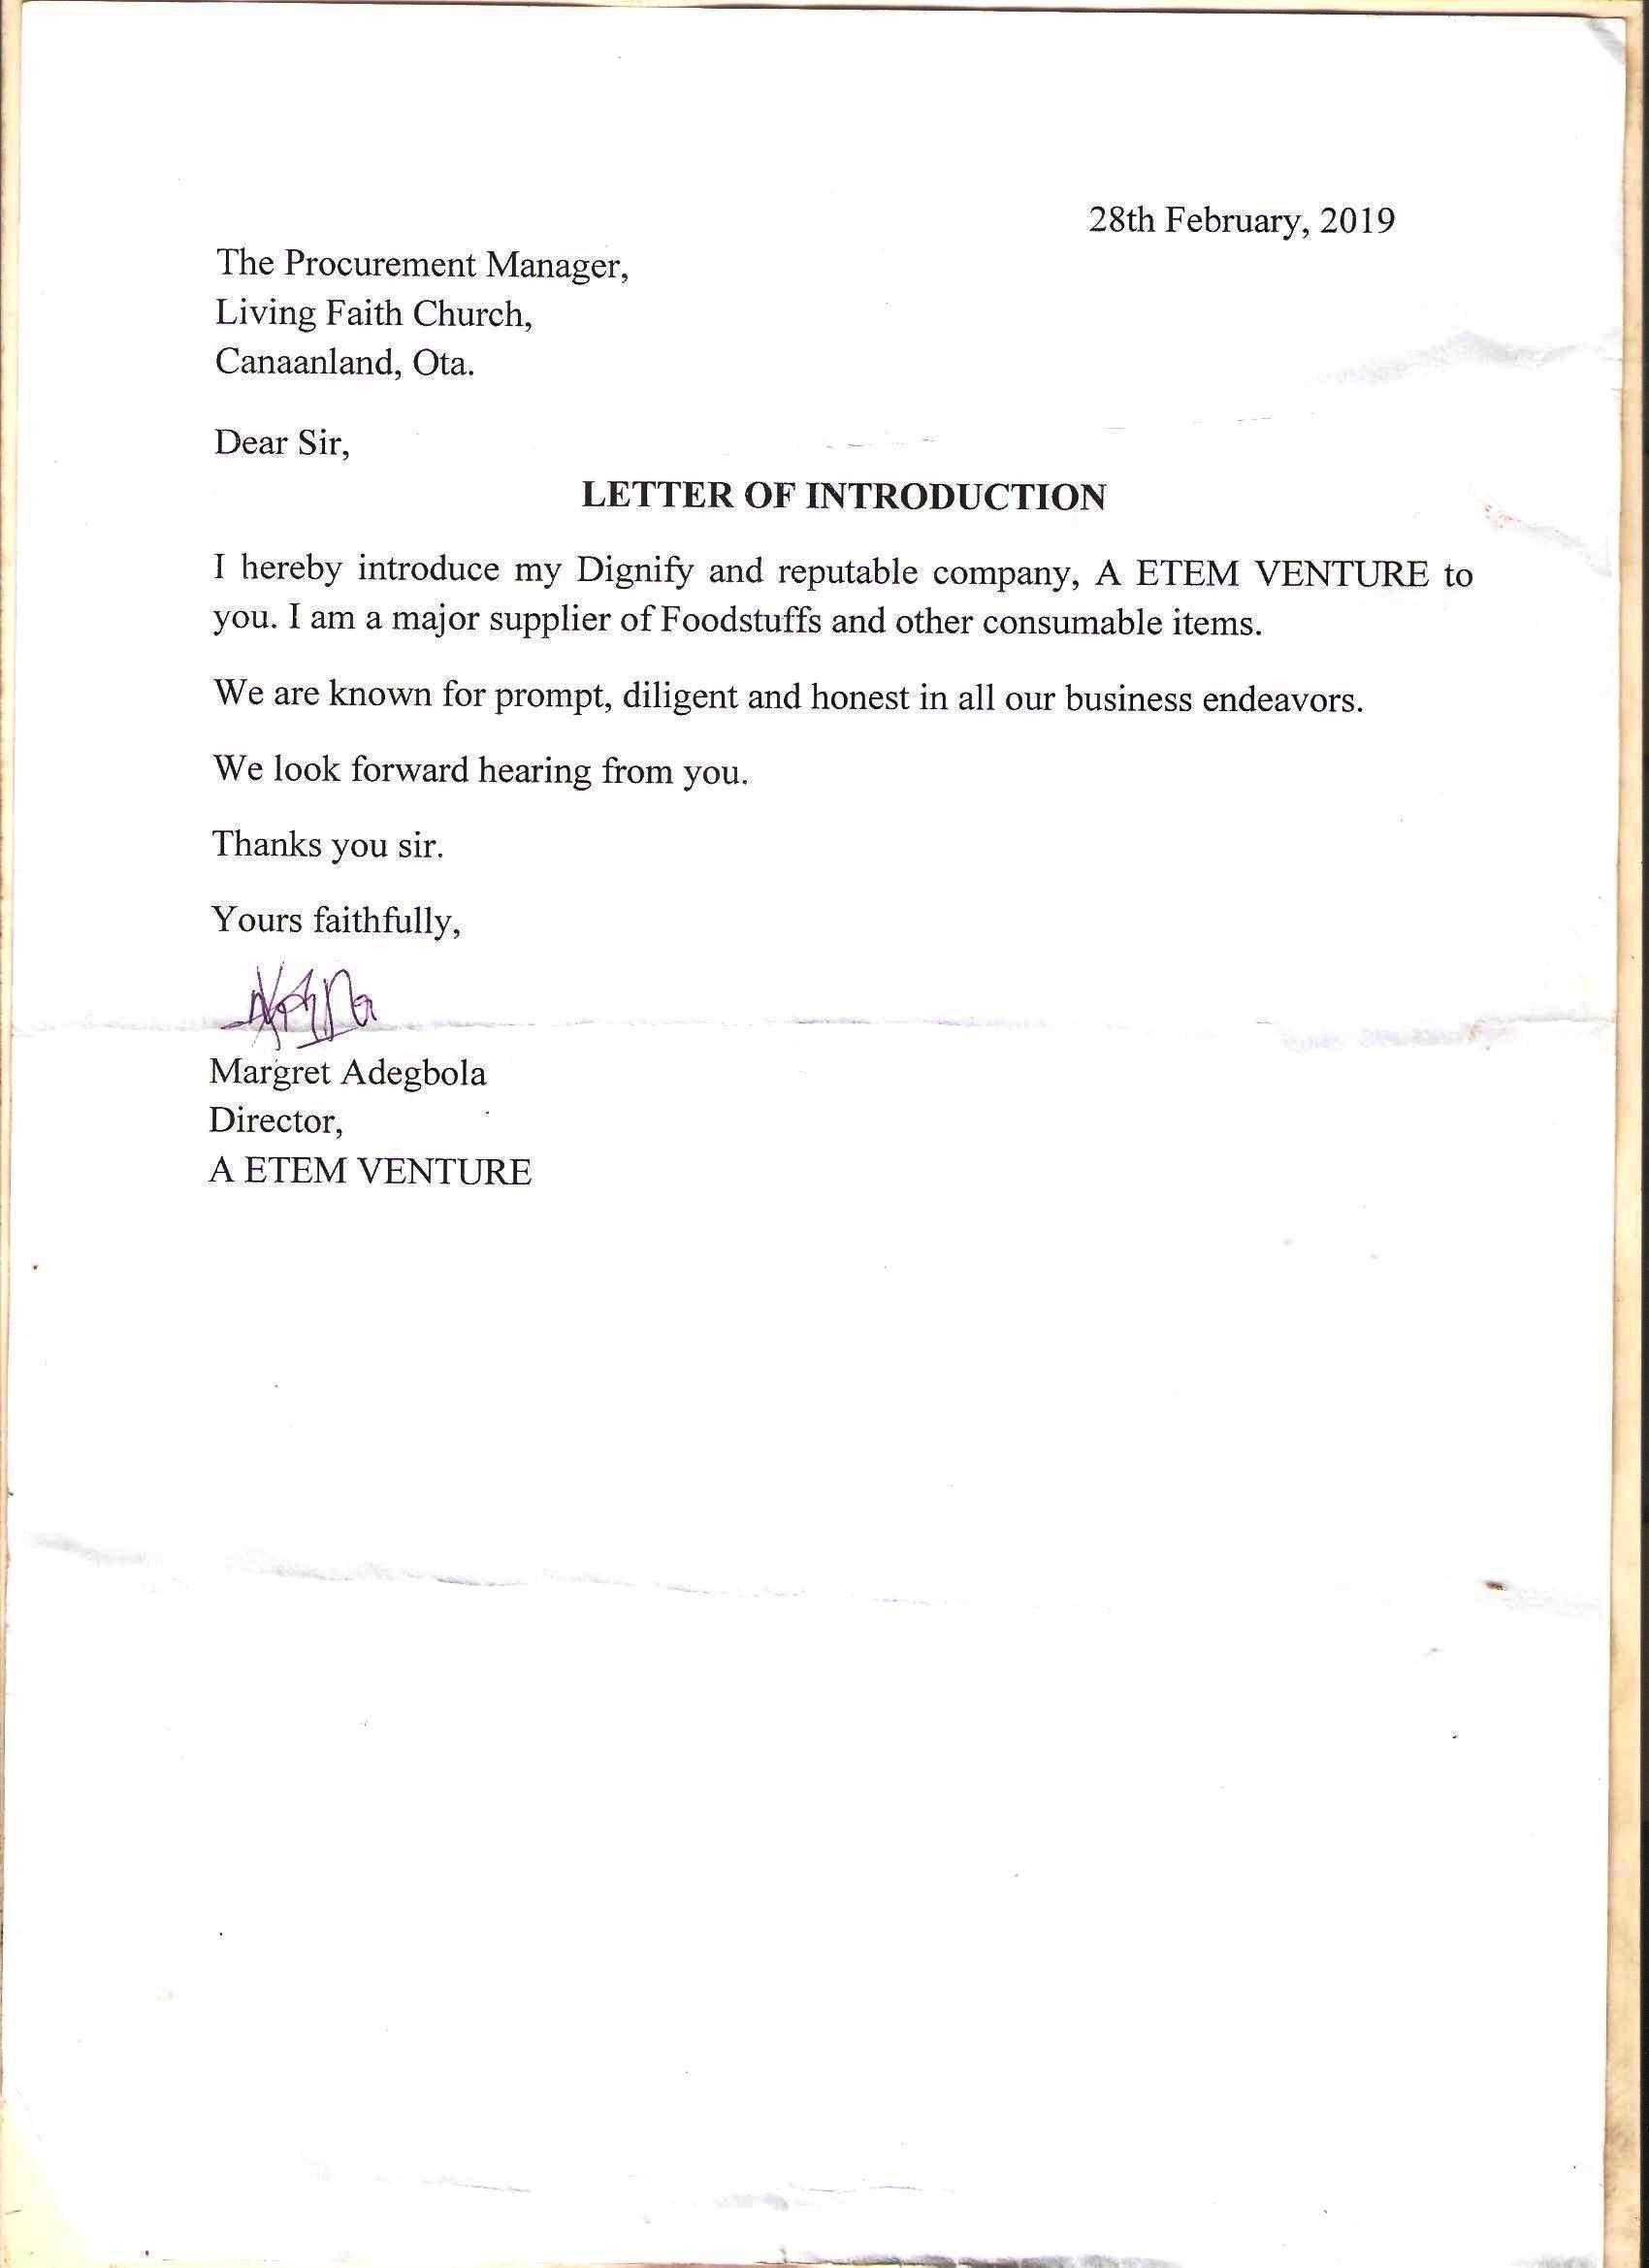 28th February, 2019
The Procurement Manager,
Living Faith Church,
Canaanland, Ota.
Dear Sir,
LETTER OF INTRODUCTION
I hereby introduce my Dignify and reputable company, A ETEM VENTURE to
you. I am a major supplier of Foodstuffs and other consumable items.
We are known for prompt, diligent and honest in all our business endeavors.
We look forward hearing from you.
Thanks you sir.
Yours faithfully,
Margret Adegbola
Director,
A ETEM VENTURE